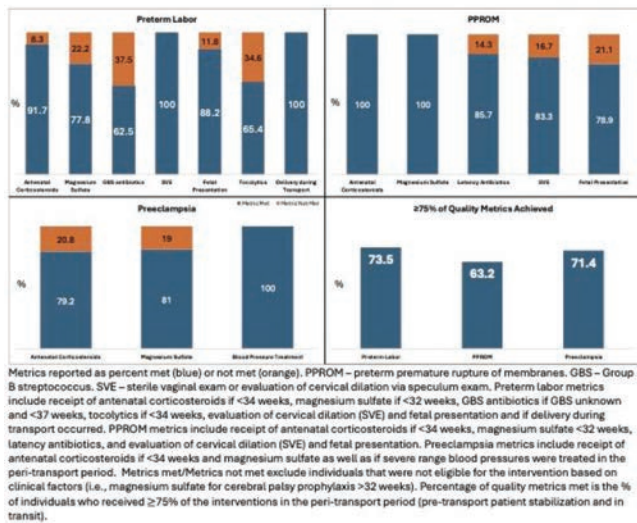 Preterm Labor
8.3
22.2
37.5
11.8
34.6
%
91.7
77.8
62.5
100
88.2
65.4
100
Antenatal Corticosteroids
Magnesium Sulfate
GBS antibiotics
SVE
Fetal Presentation
Tocolytics
Delivery during Transport
PPROM
14.3
16.7
21.1
%
100
100
85.7
83.3
78.9
Antenatal Corticosteroids
Magnesium Sulfate
Latency Antibiotics
SVE
Fetal Presentation
Preeclampsia
Metric Met
Metric Not Met
20.8
19
%
79.2
81
100
Antenatal Corticosteroids
Magnesium Sulfate
Blood Pressure Treatment
≥75% of Quality Metrics Achieved
73.5
63.2
71.4
%
Preterm Labor
PPROM
Preeclampsia
Metrics reported as percent met (blue) or not met (orange). PPROM – preterm premature rupture of membranes. GBS – Group
B streptococcus. SVE – sterile vaginal exam or evaluation of cervical dilation via speculum exam. Preterm labor metrics
include receipt of antenatal corticosteroids if <34 weeks, magnesium sulfate if <32 weeks, GBS antibiotics if GBS unknown
and <37 weeks, tocolytics if <34 weeks, evaluation of cervical dilation (SVE) and fetal presentation and if delivery during
transport occurred. PPROM metrics include receipt of antenatal corticosteroids if <34 weeks, magnesium sulfate <32 weeks,
latency antibiotics, and evaluation of cervical dilation (SVE) and fetal presentation. Preeclampsia metrics include receipt of
antenatal corticosteroids if <34 weeks and magnesium sulfate as well as if severe range blood pressures were treated in the
peri-transport period. Metrics met/Metrics not met exclude individuals that were not eligible for the intervention based on
clinical factors (i.e., magnesium sulfate for cerebral palsy prophylaxis >32 weeks). Percentage of quality metrics met is the %
of individuals who received ≥75% of the interventions in the peri-transport period (pre-transport patient stabilization and in
transit).